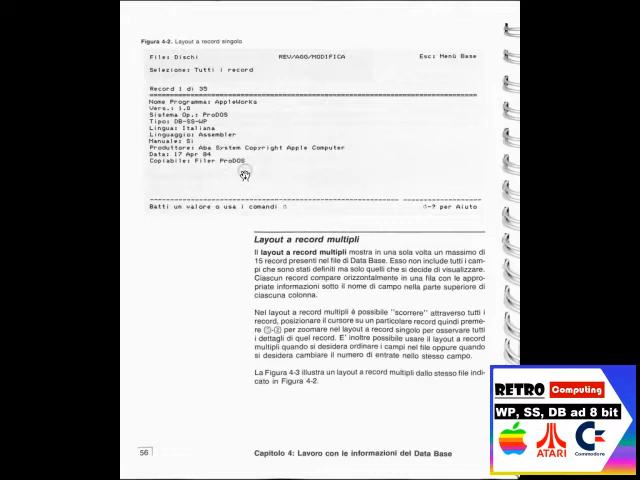 Figura 4-2. Layout a record singolo
File: Dischi REV/AGG/MODIFICA Esc: Menù Base
Selezione: Tutti i record
Record 1 di 35
Nome Programma: AppleWorks
Vers.: 1.0
Sistema Op.: ProDOS
Tipo: DB-SS-WP
Lingua: Italiana
Linguaggio: Assembler
Manuale: Si
Produttore: Aba System Copyright Apple Computer
Data: 17 Apr 84
Copiabile: Filer ProDOS
Batti un valore o usa i comandi -? per Aiuto
Layout a record multipli
Il layout a record multipli mostra in una sola volta un massimo di
15 record presenti nel file di Data Base. Esso non include tutti i cam-
pi che sono stati definiti ma solo quelli che si decide di visualizzare.
Ciascun record compare orizzontalmente in una fila con le appro-
priate informazioni sotto il nome di campo nella parte superiore di
ciascuna colonna.
Nel layout a record multipli è possibile "scorrere" attraverso tutti i
record, posizionare il cursore su un particolare record quindi preme-
re per zoomare nel layout a record singolo per osservare tutti
i dettagli di quel record. E' inoltre possibile usare il layout a record
multipli quando si desidera ordinare i campi nel file oppure quando
si desidera cambiare il numero di entrate nello stesso campo.
La Figura 4-3 illustra un layout a record multipli dallo stesso file indi-
cato in Figura 4-2.
56 Capitolo 4: Lavoro con le informazioni del Data Base
RETRO Computing
WP, SS, DB ad 8 bit
ATARI Commodore